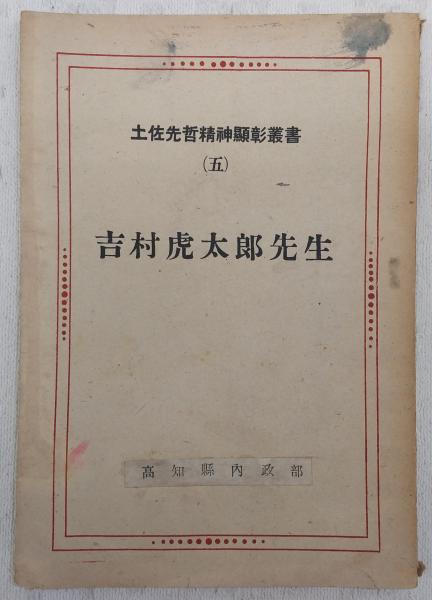 土佐先哲精神顯彰叢書
(五)
吉村虎太郎先生
高知縣內政部